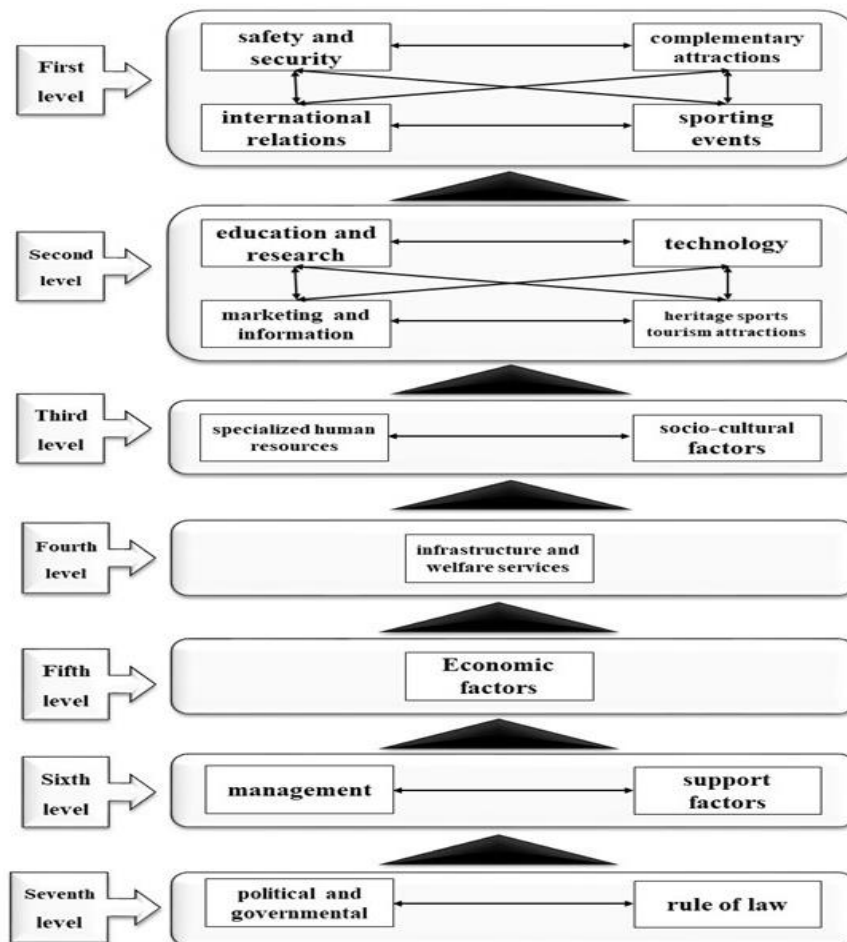 First
level
safety and
security
complementary
attractions
international
relations
sporting
events
Second
level
education and
research
technology
marketing and
information
heritage sports
tourism attractions
Third
level
specialized human
resources
socio-cultural
factors
Fourth
level
infrastructure and
welfare services
Fifth
level
Economic
factors
Sixth
level
management
support
factors
Seventh
level
political and
governmental
rule of law